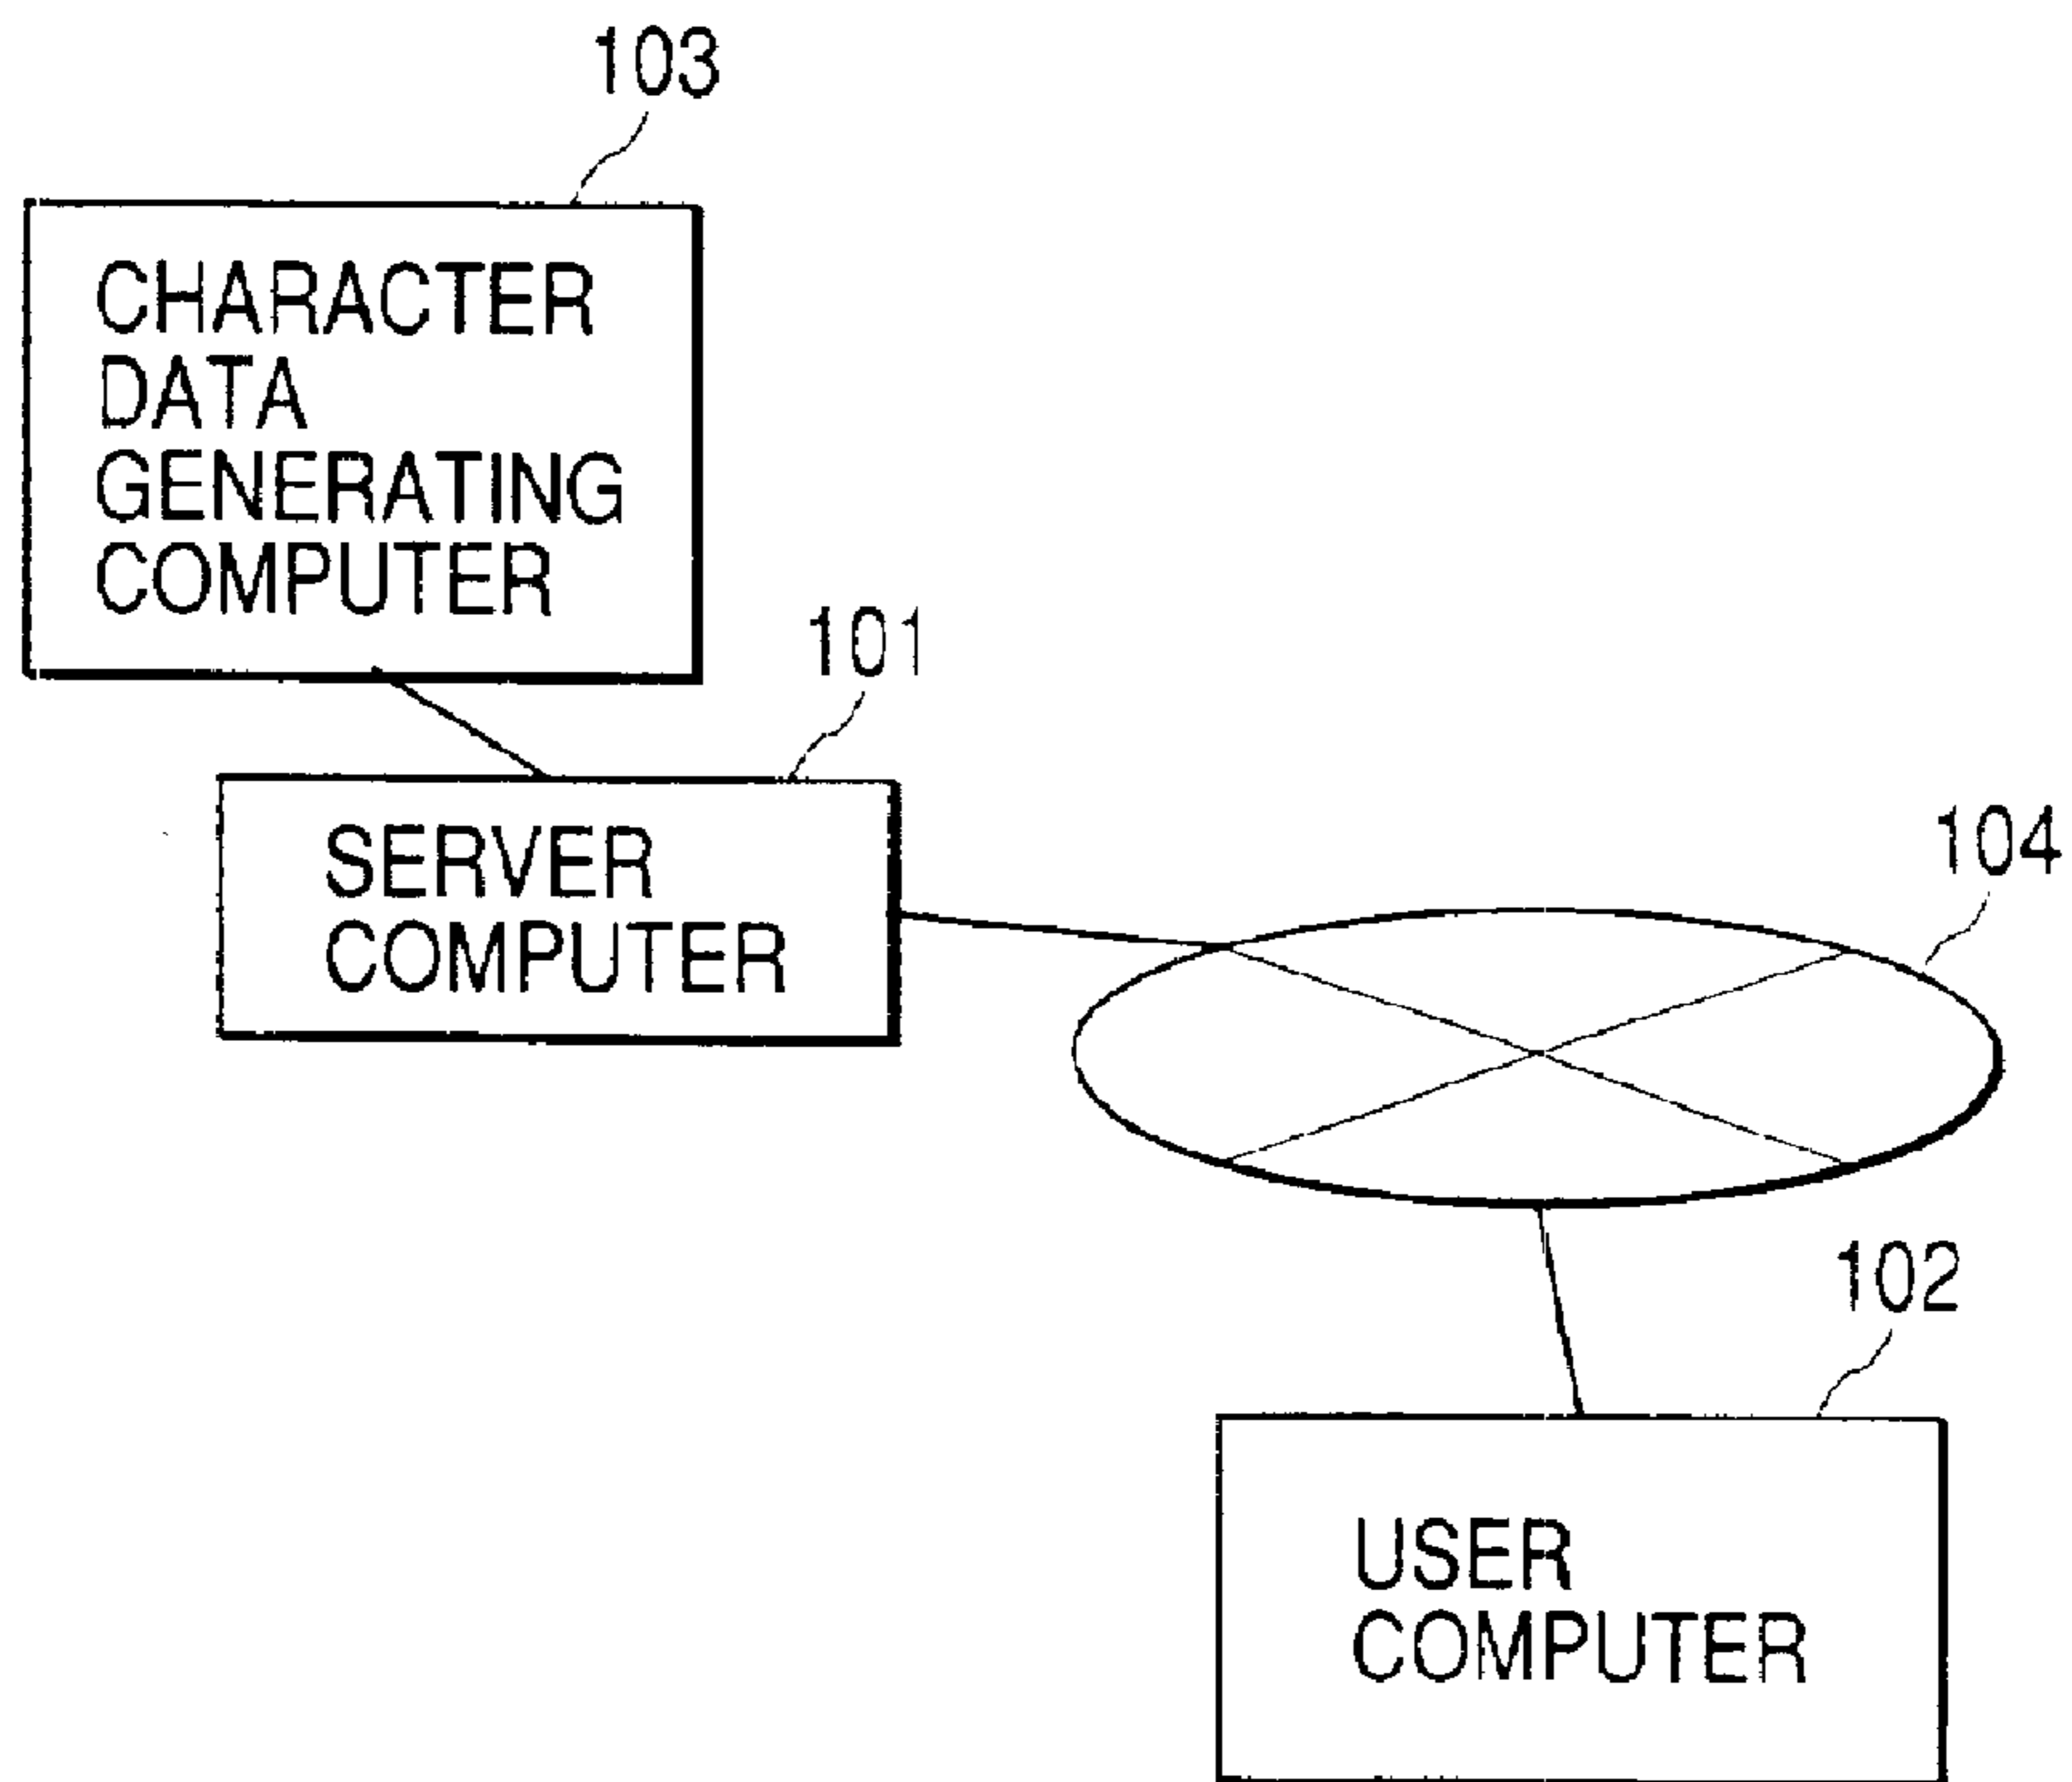 103
CHARACTER
DATA
GENERATING
COMPUTER
101
SERVER
COMPUTER
104
102
USER
COMPUTER